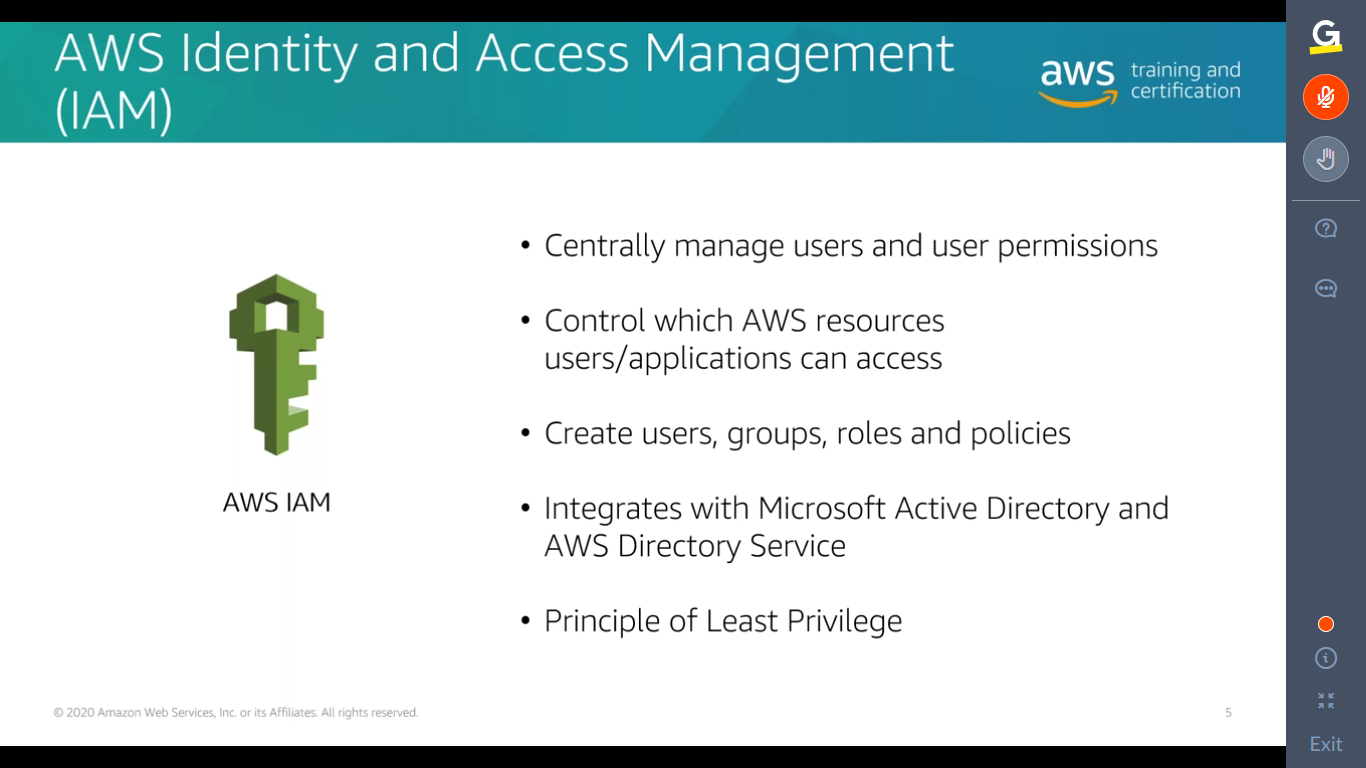 AWS Identity and Access Management
(IAM)
aws training and
certification
• Centrally manage users and user permissions
• Control which AWS resources
users/applications can access
• Create users, groups, roles and policies
• Integrates with Microsoft Active Directory and
AWS Directory Service
• Principle of Least Privilege
AWS IAM
© 2020 Amazon Web Services, Inc. or its Affiliates. All rights reserved.
5
G
Exit